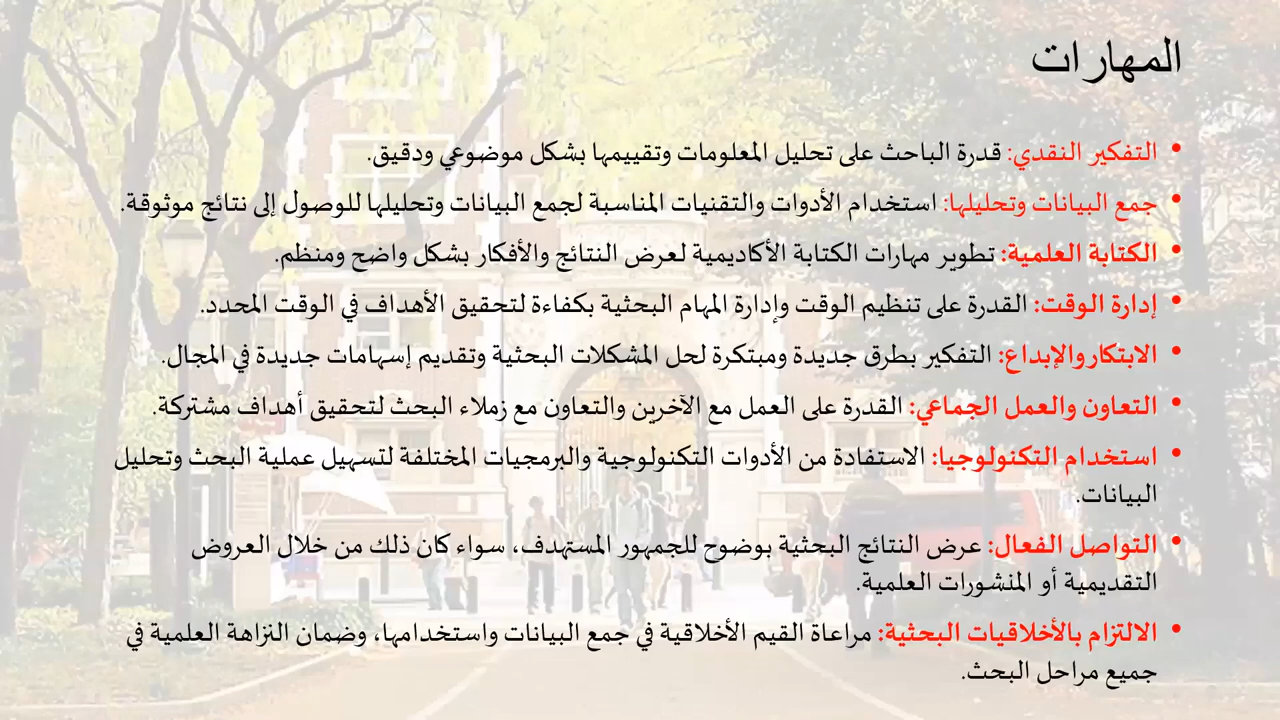 المهارات
• التفكير النقدي: قدرة الباحث على تحليل المعلومات وتقييمها بشكل موضوعي ودقيق.
• جمع البيانات وتحليلها: استخدام الأدوات والتقنيات المناسبة لجمع البيانات وتحليلها للوصول إلى نتائج موثوقة.
• الكتابة العلمية: تطوير مهارات الكتابة الأكاديمية لعرض النتائج والأفكار بشكل واضح ومنظم.
• إدارة الوقت: القدرة على تنظيم الوقت وإدارة المهام البحثية بكفاءة لتحقيق الأهداف في الوقت المحدد.
• الابتكار والإبداع: التفكير بطرق جديدة ومبتكرة لحل المشكلات البحثية وتقديم إسهامات جديدة في المجال.
• التعاون والعمل الجماعي: القدرة على العمل مع الآخرين والتعاون مع زملاء البحث لتحقيق أهداف مشتركة.
• استخدام التكنولوجيا: الاستفادة من الأدوات التكنولوجية والبرمجيات المختلفة لتسهيل عملية البحث وتحليل
البيانات.
• التواصل الفعال: عرض النتائج البحثية بوضوح للجمهور المستهدف، سواء كان ذلك من خلال العروض
التقديمية أو المنشورات العلمية.
• الالتزام بالأخلاقيات البحثية: مراعاة القيم الأخلاقية في جمع البيانات واستخدامها، وضمان النزاهة العلمية في
جميع مراحل البحث.